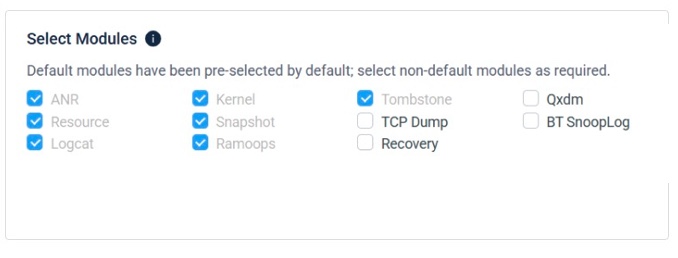 Select Modules
Default modules have been pre-selected by default; select non-default modules as required.
ANR Kernel Tombstone Qxdm
Resource Snapshot TCP Dump BT SnoopLog
Logcat Ramoops Recovery